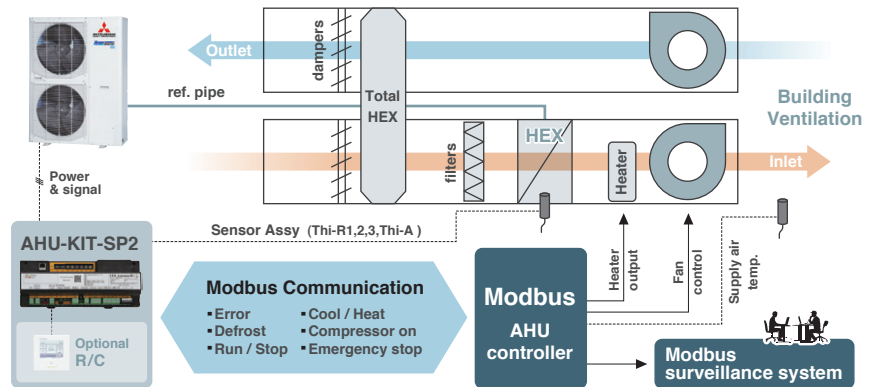 MITSUBISHI
Outlet
dampers
Total
HEX
ref. pipe
Building
Ventilation
filters
HEX
Heater
Inlet
Power
& signal
Sensor Assy (Thi-R1,2,3,Thi-A )
AHU-KIT-SP2
Optional
R/C
Modbus Communication
▪ Error
▪ Defrost
▪ Run / Stop
▪ Cool / Heat
▪ Compressor on
▪ Emergency stop
Modbus
AHU
controller
Heater
output
Fan
control
Supply air
temp.
Modbus
surveillance system